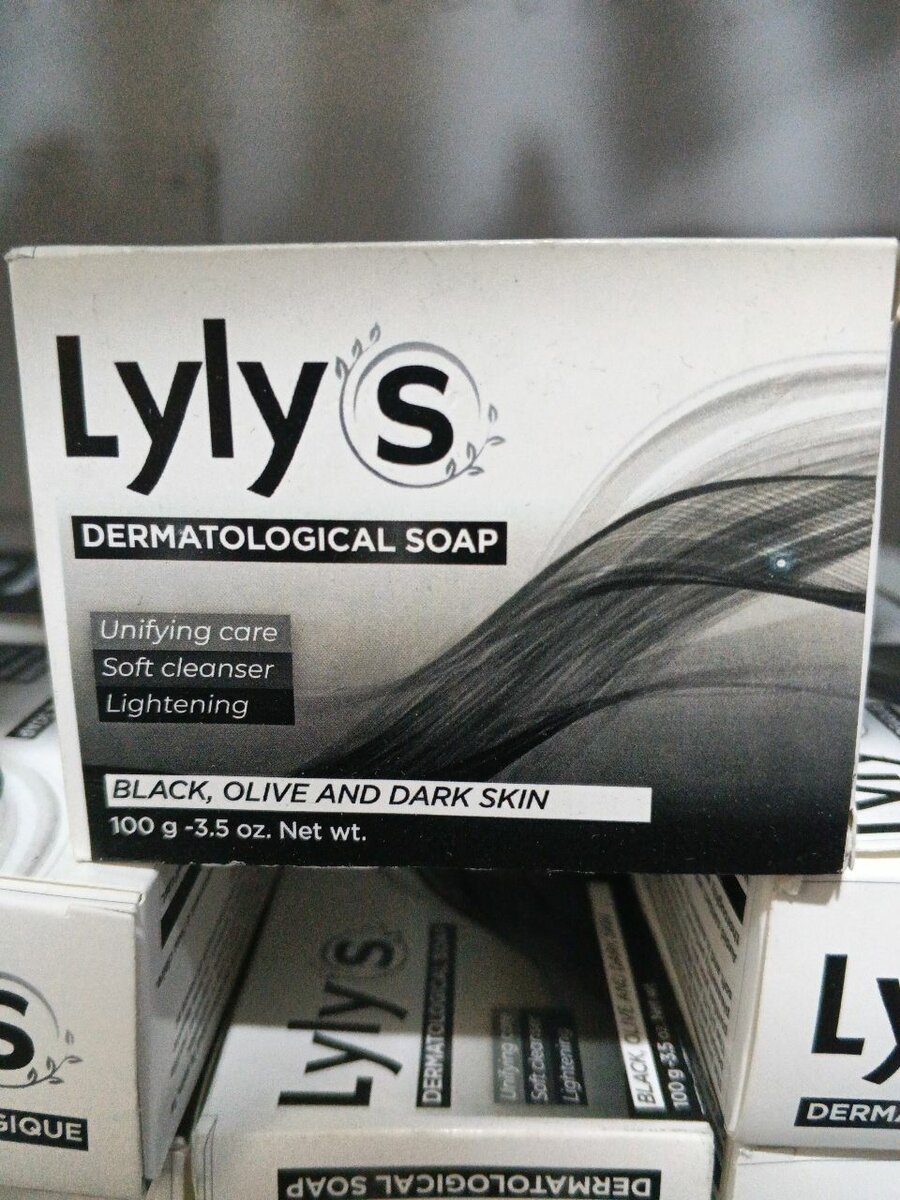 Lyly's
DERMATOLOGICAL SOAP
Unifying care
Soft cleanser
Lightening
BLACK, OLIVE AND DARK SKIN
100 g -3.5 oz. Net wt.
Lyly's
DERMATOLOGICAL SOAP
Unifying care
Soft cleanser
Lightening
BLACK, OLIVE AND DARK SKIN
100 g -3.5 oz. Net wt.
S
GIQUE
Ly
DERMA
DERMATOLOGICAL SOAP